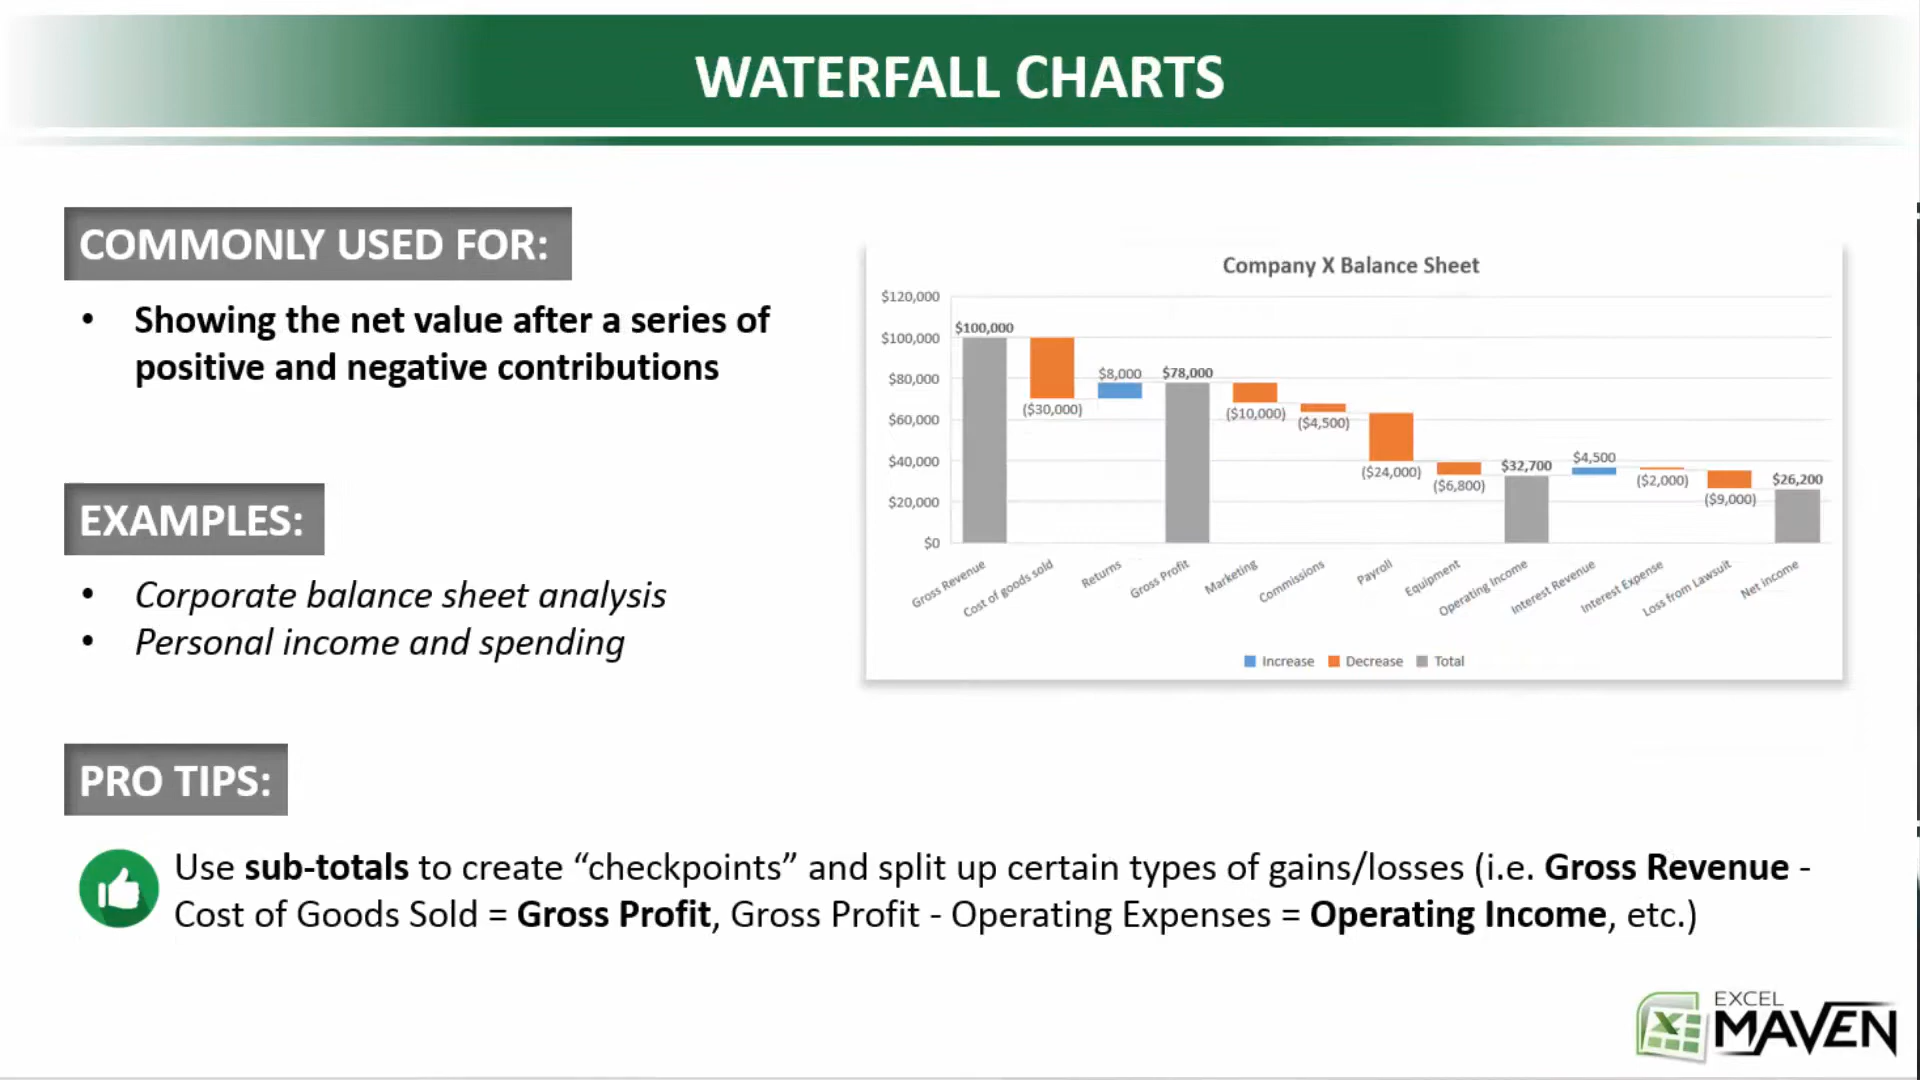 WATERFALL CHARTS
COMMONLY USED FOR:
• Showing the net value after a series of
positive and negative contributions
EXAMPLES:
• Corporate balance sheet analysis
• Personal income and spending
Company X Balance Sheet
$120,000
$100,000
$80,000
$60,000
$40,000
$20,000
$0
$100,000
($30,000)
$8,000
$78,000
($10,000)
($4,500)
($24,000)
($6,800)
$32,700
$4,500
($2,000)
($9,000)
$26,200
Gross Revenue
Cost of goods sold
Returns
Gross Profit
Marketing
Commissions
Payroll
Equipment
Operating Income
Interest Revenue
Interest Expense
Loss from Lawsuit
Net income
Increase Decrease Total
PRO TIPS:
Use sub-totals to create “checkpoints” and split up certain types of gains/losses (i.e. Gross Revenue -
Cost of Goods Sold = Gross Profit, Gross Profit - Operating Expenses = Operating Income, etc.)
EXCEL
MAVEN